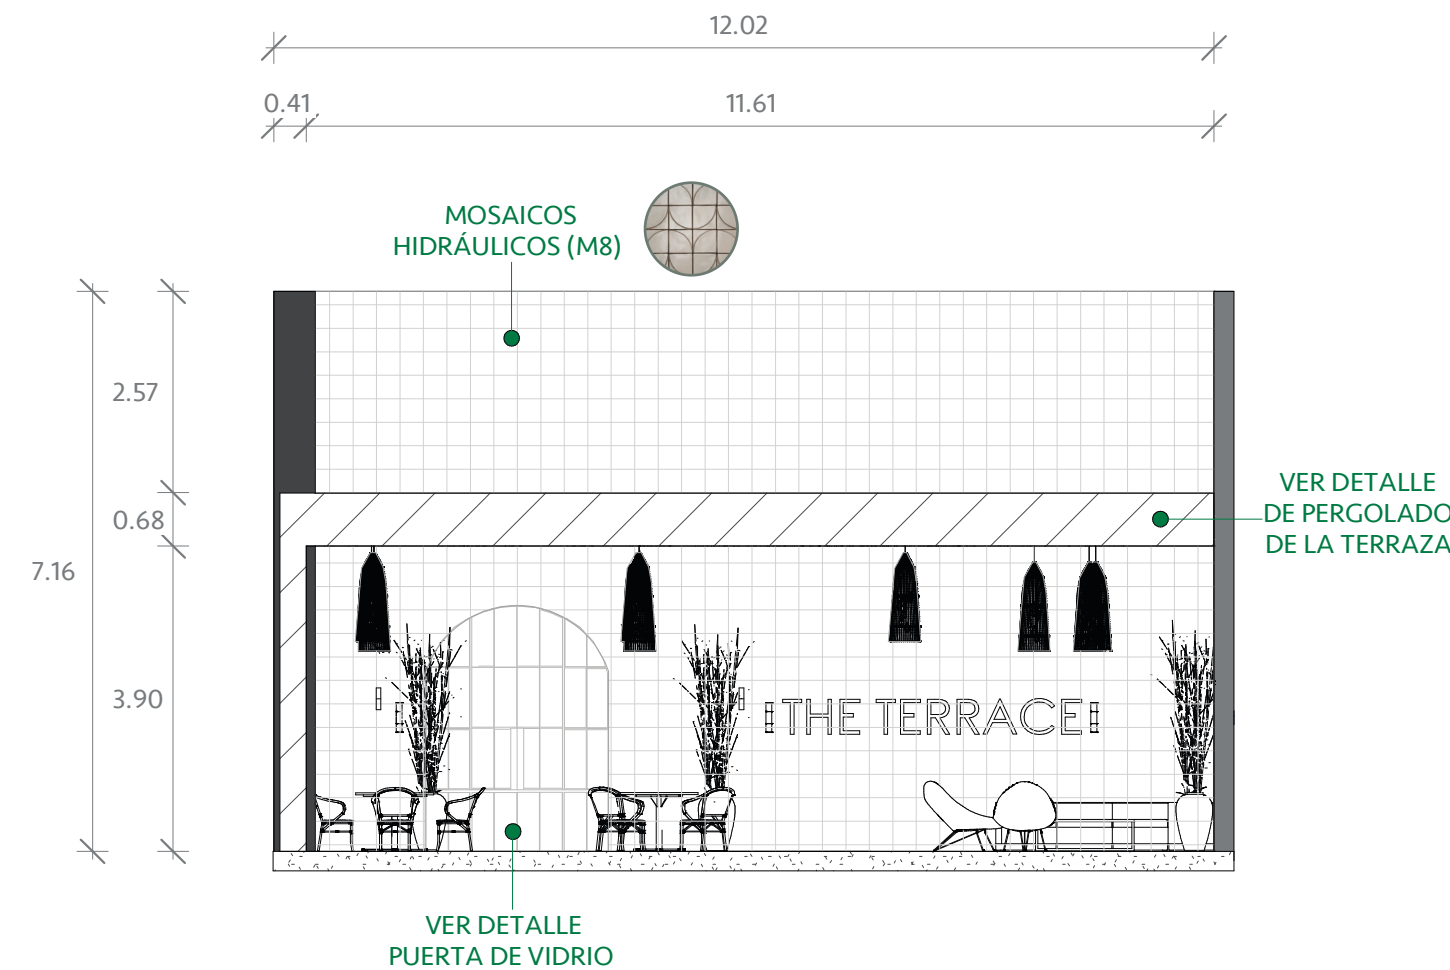 12.02
0.41
11.61
MOSAICOS
HIDRÁULICOS (M8)
2.57
0.68
7.16
3.90
VER DETALLE
DE PERGOLADO
DE LA TERRAZA
THE TERRACE
VER DETALLE
PUERTA DE VIDRIO